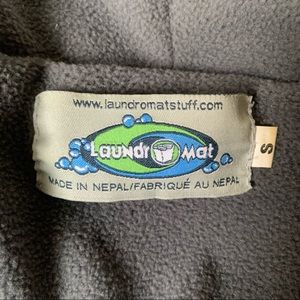 www.laundromatstuff.com
Laundromat
MADE IN NEPAL/FABRIQUÉ AU NEPAL
S